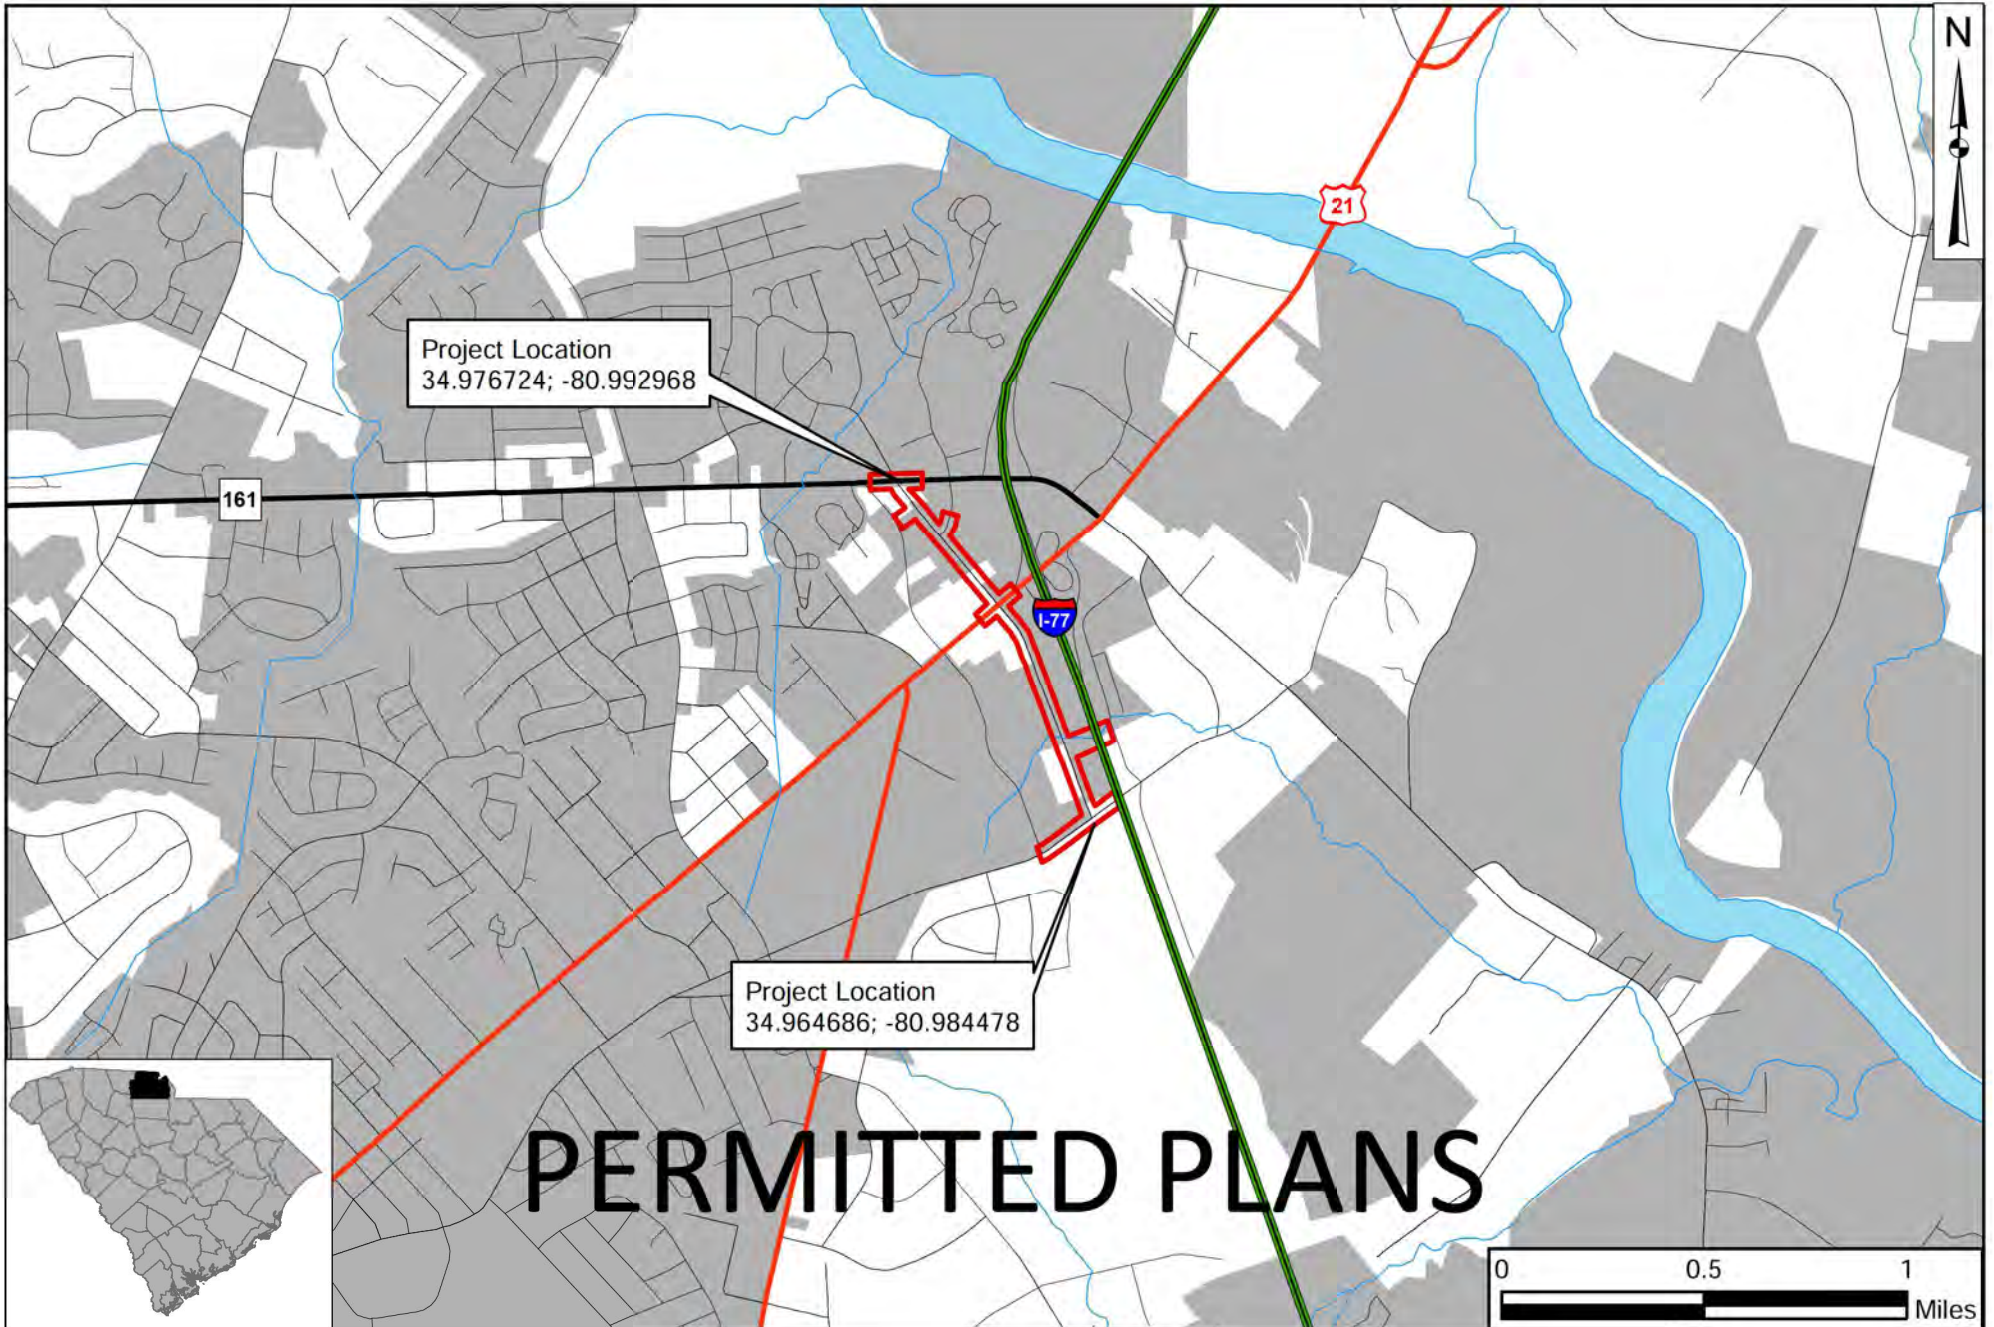 N
21
Project Location
34.976724; -80.992968
161
I-77
Project Location
34.964686; -80.984478
PERMITTED PLANS
0 0.5 1
Miles